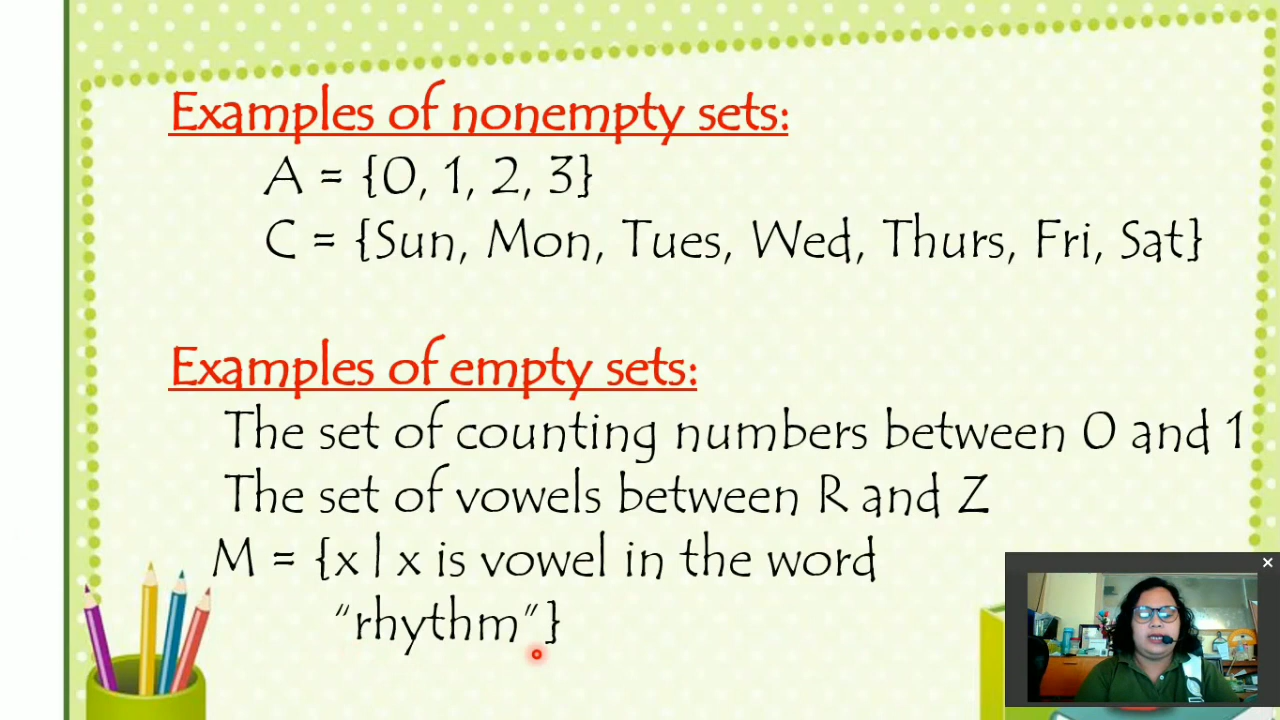 Examples of nonempty sets:
A = {0, 1, 2, 3}
C = {Sun, Mon, Tues, Wed, Thurs, Fri, Sat}
Examples of empty sets:
The set of counting numbers between 0 and 1
The set of vowels between R and Z
M = {x | x is vowel in the word
“rhythm”}